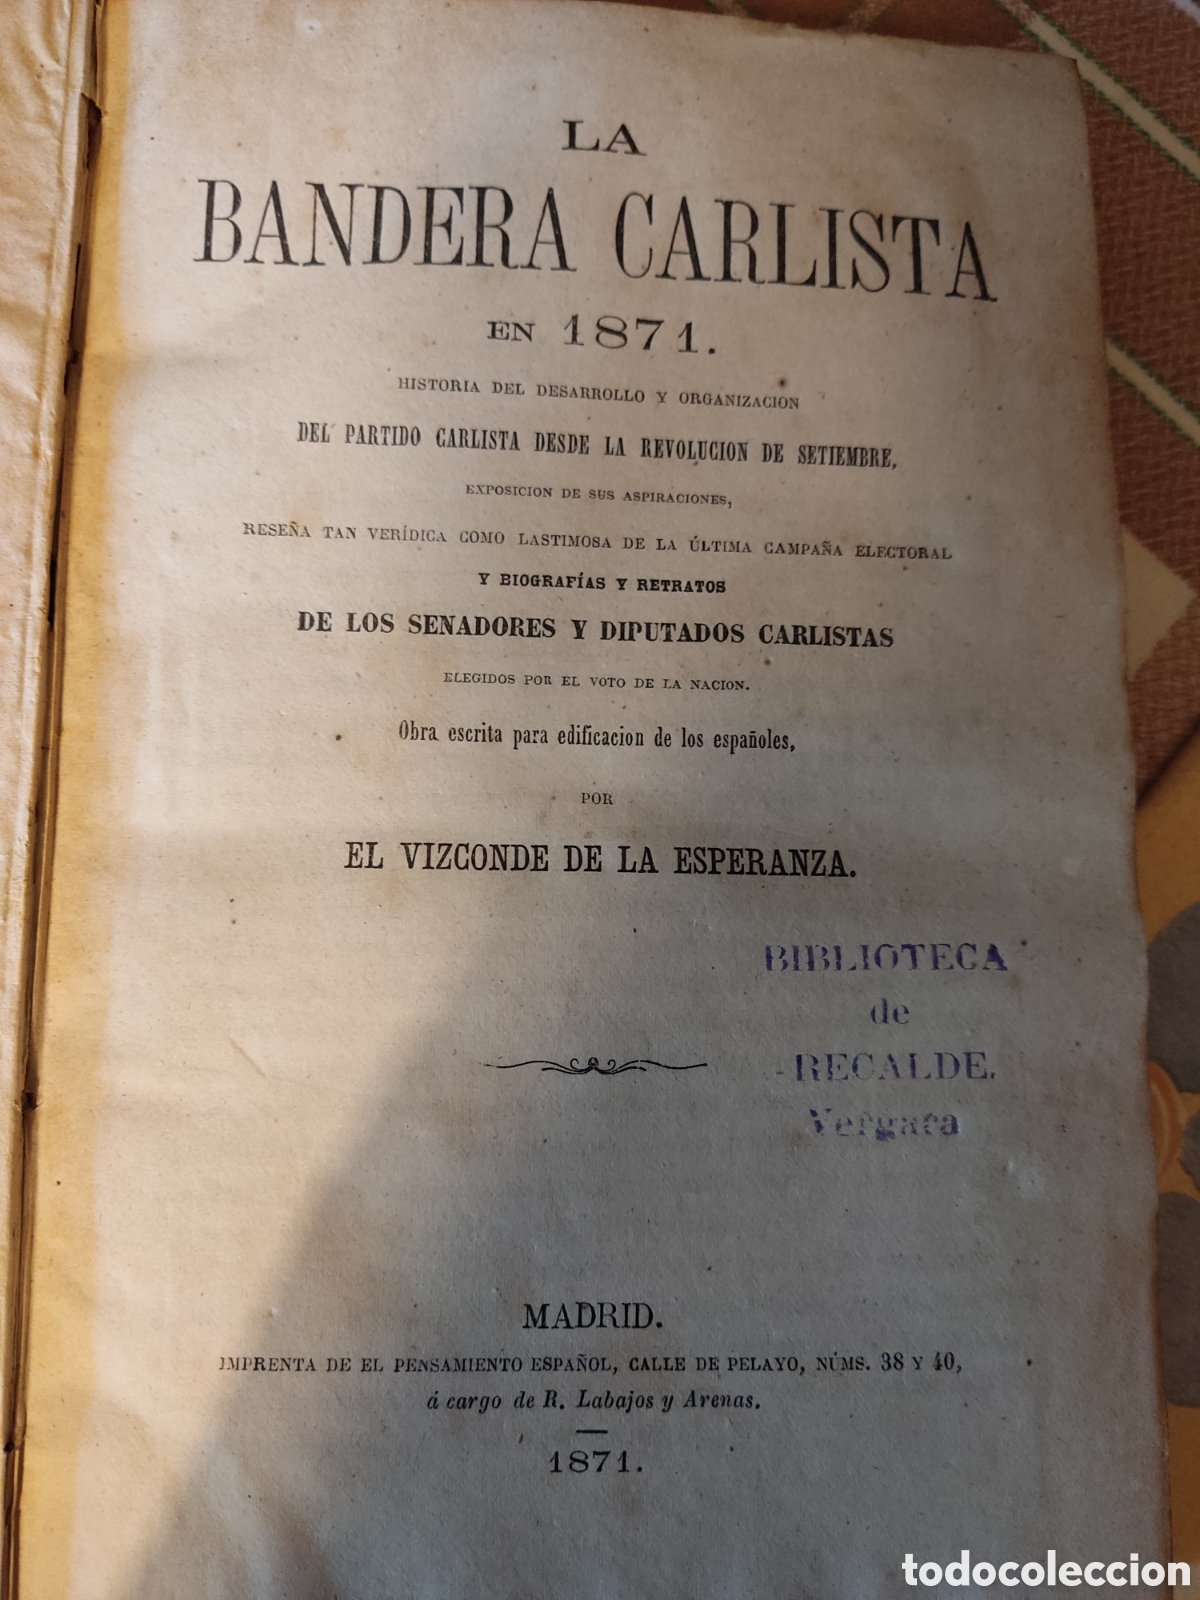 LA
BANDERA CARLISTA
EN 1871.
HISTORIA DEL DESARROLLO Y ORGANIZACION
DEL PARTIDO CARLISTA DESDE LA REVOLUCION DE SETIEMBRE,
EXPOSICION DE SUS ASPIRACIONES,
RESEÑA TAN VERÍDICA COMO LASTIMOSA DE LA ÚLTIMA CAMPAÑA ELECTORAL
Y BIOGRAFÍAS Y RETRATOS
DE LOS SENADORES Y DIPUTADOS CARLISTAS
ELEGIDOS POR EL VOTO DE LA NACION.
Obra escrita para edificacion de los españoles,
POR
EL VIZCONDE DE LA ESPERANZA.
BIBLIOTECA
de
RECALDE.
Vergara
MADRID.
IMPRENTA DE EL PENSAMIENTO ESPAÑOL, CALLE DE PELAYO, NÚMS. 38 Y 40,
á cargo de R. Labajos y Arenas.
1871.
todocoleccion